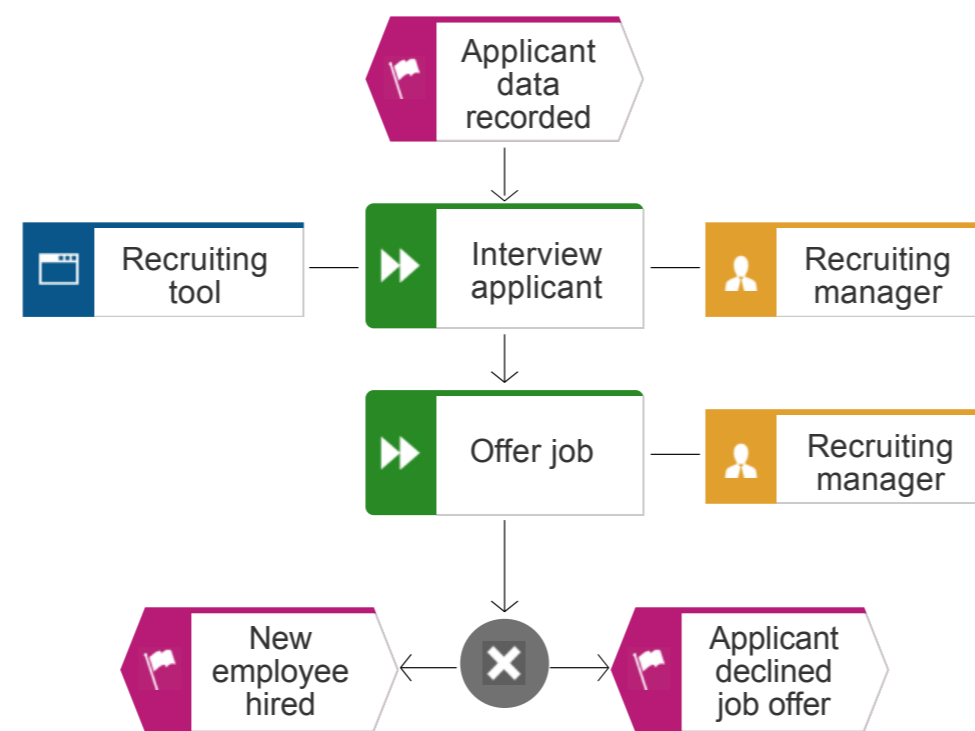 Applicant
data
recorded
Recruiting
tool
Interview
applicant
Recruiting
manager
Offer job
Recruiting
manager
New
employee
hired
Applicant
declined
job offer